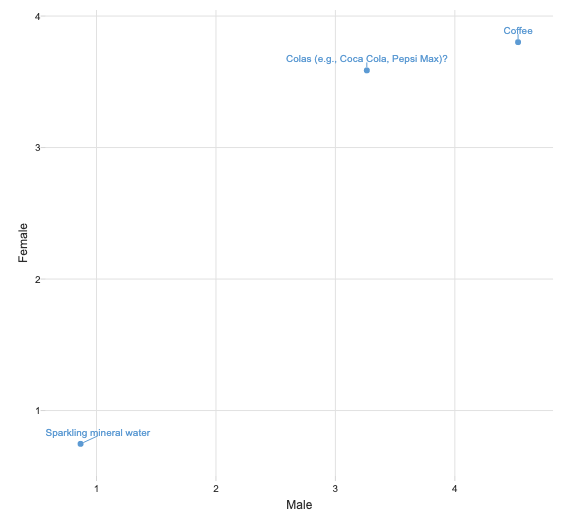 4
Coffee
Colas (e.g., Coca Cola, Pepsi Max)?
3
Female
2
1
Sparkling mineral water
1
2
3
4
Male